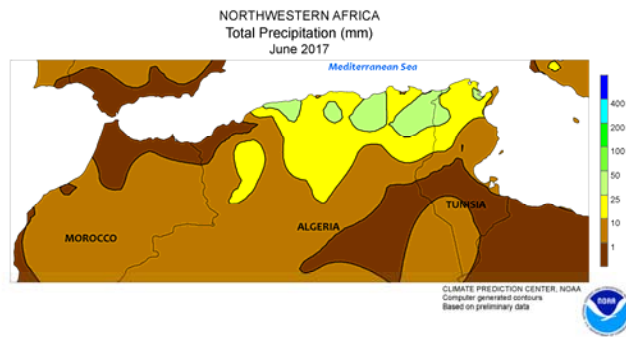 NORTHWESTERN AFRICA
Total Precipitation (mm)
June 2017
Mediterranean Sea
400
200
100
50
25
10
1
MOROCCO
ALGERIA
TUNISIA
CLIMATE PREDICTION CENTER, NOAA
Computer generated contours
Based on preliminary data
NOAA